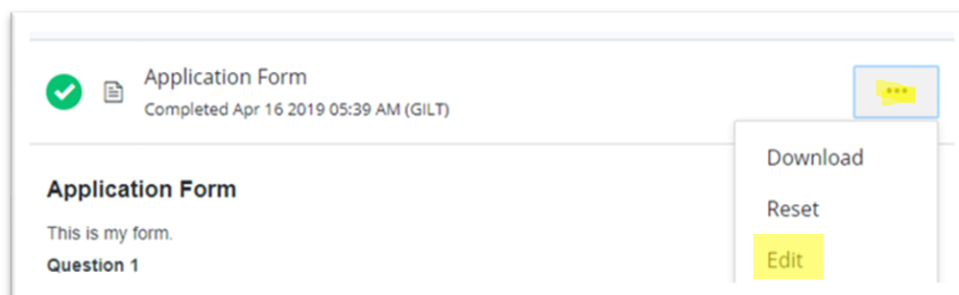 Application Form
Completed Apr 16 2019 05:39 AM (GILT)
...
Download
Reset
Edit
Application Form
This is my form.
Question 1